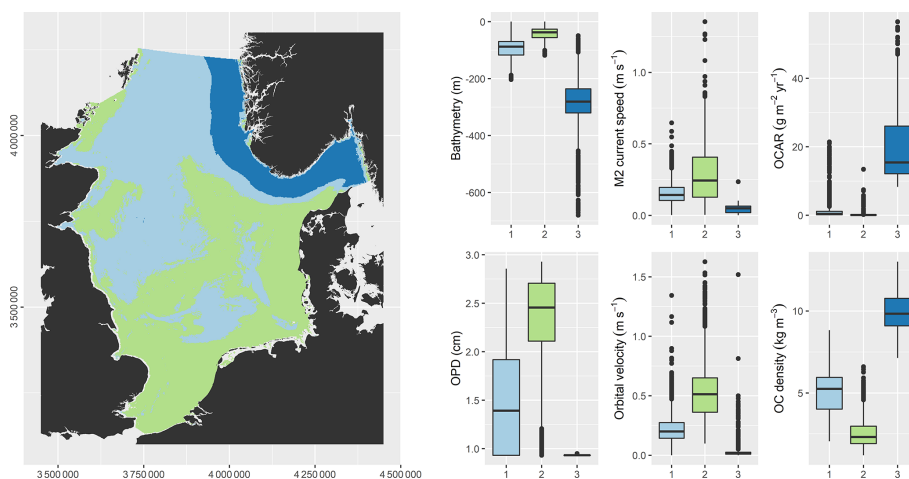 4 000 000
3 500 000
3 500 000
3 750 000
4 000 000
4 250 000
4 500 000
Bathymetry (m)
0
-200
-400
-600
1 2 3
M2 current speed (m s⁻¹)
1.0
0.5
0.0
1 2 3
OCAR (g m⁻² yr⁻¹)
40
20
0
1 2 3
OPD (cm)
3.0
2.5
2.0
1.5
1.0
1 2 3
Orbital velocity (m s⁻¹)
1.5
1.0
0.5
0.0
1 2 3
OC density (kg m⁻³)
10
5
1 2 3